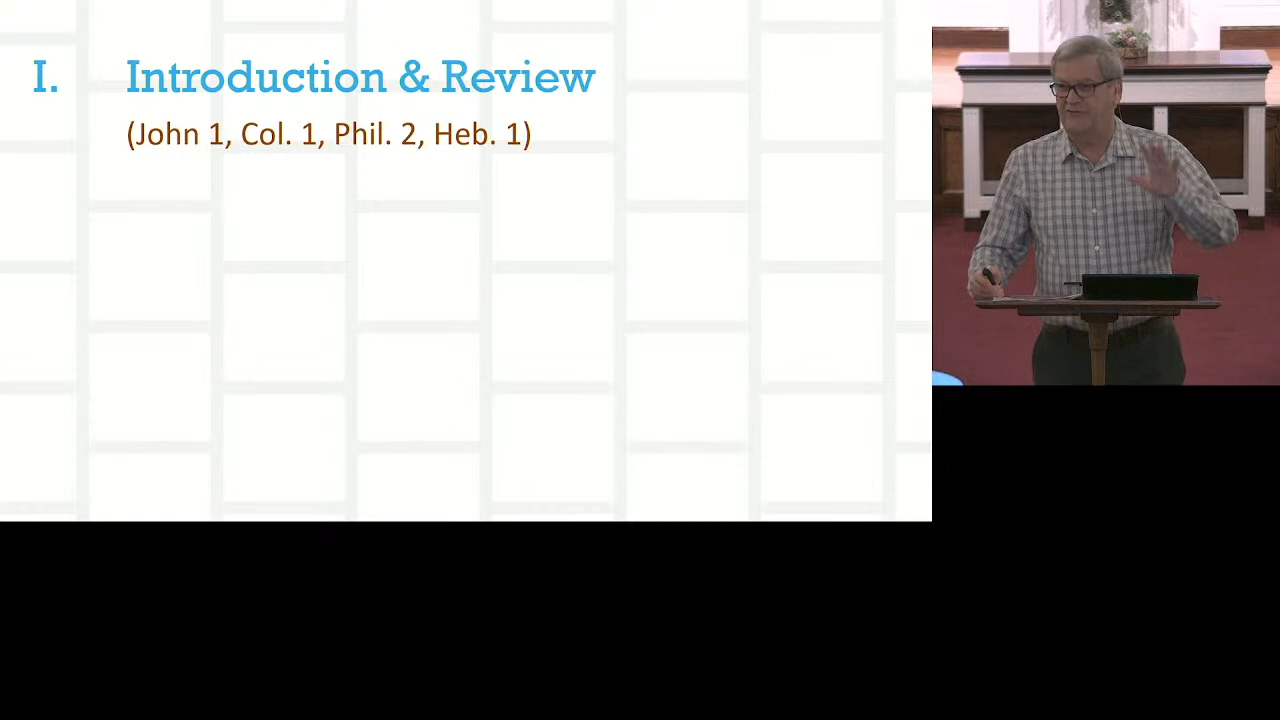 I. Introduction & Review
(John 1, Col. 1, Phil. 2, Heb. 1)